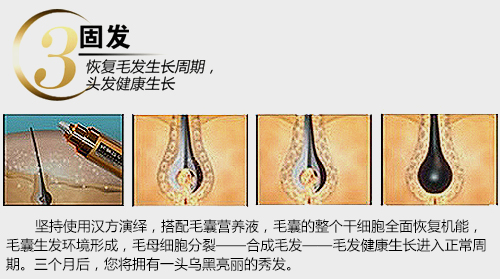 3 固发
恢复毛发生长周期，
头发健康生长
坚持使用汉方演绎，搭配毛囊营养液，毛囊的整个干细胞全面恢复机能，
毛囊生发环境形成，毛母细胞分裂——合成毛发——毛发健康生长进入正常周
期。三个月后，您将拥有一头乌黑亮丽的秀发。